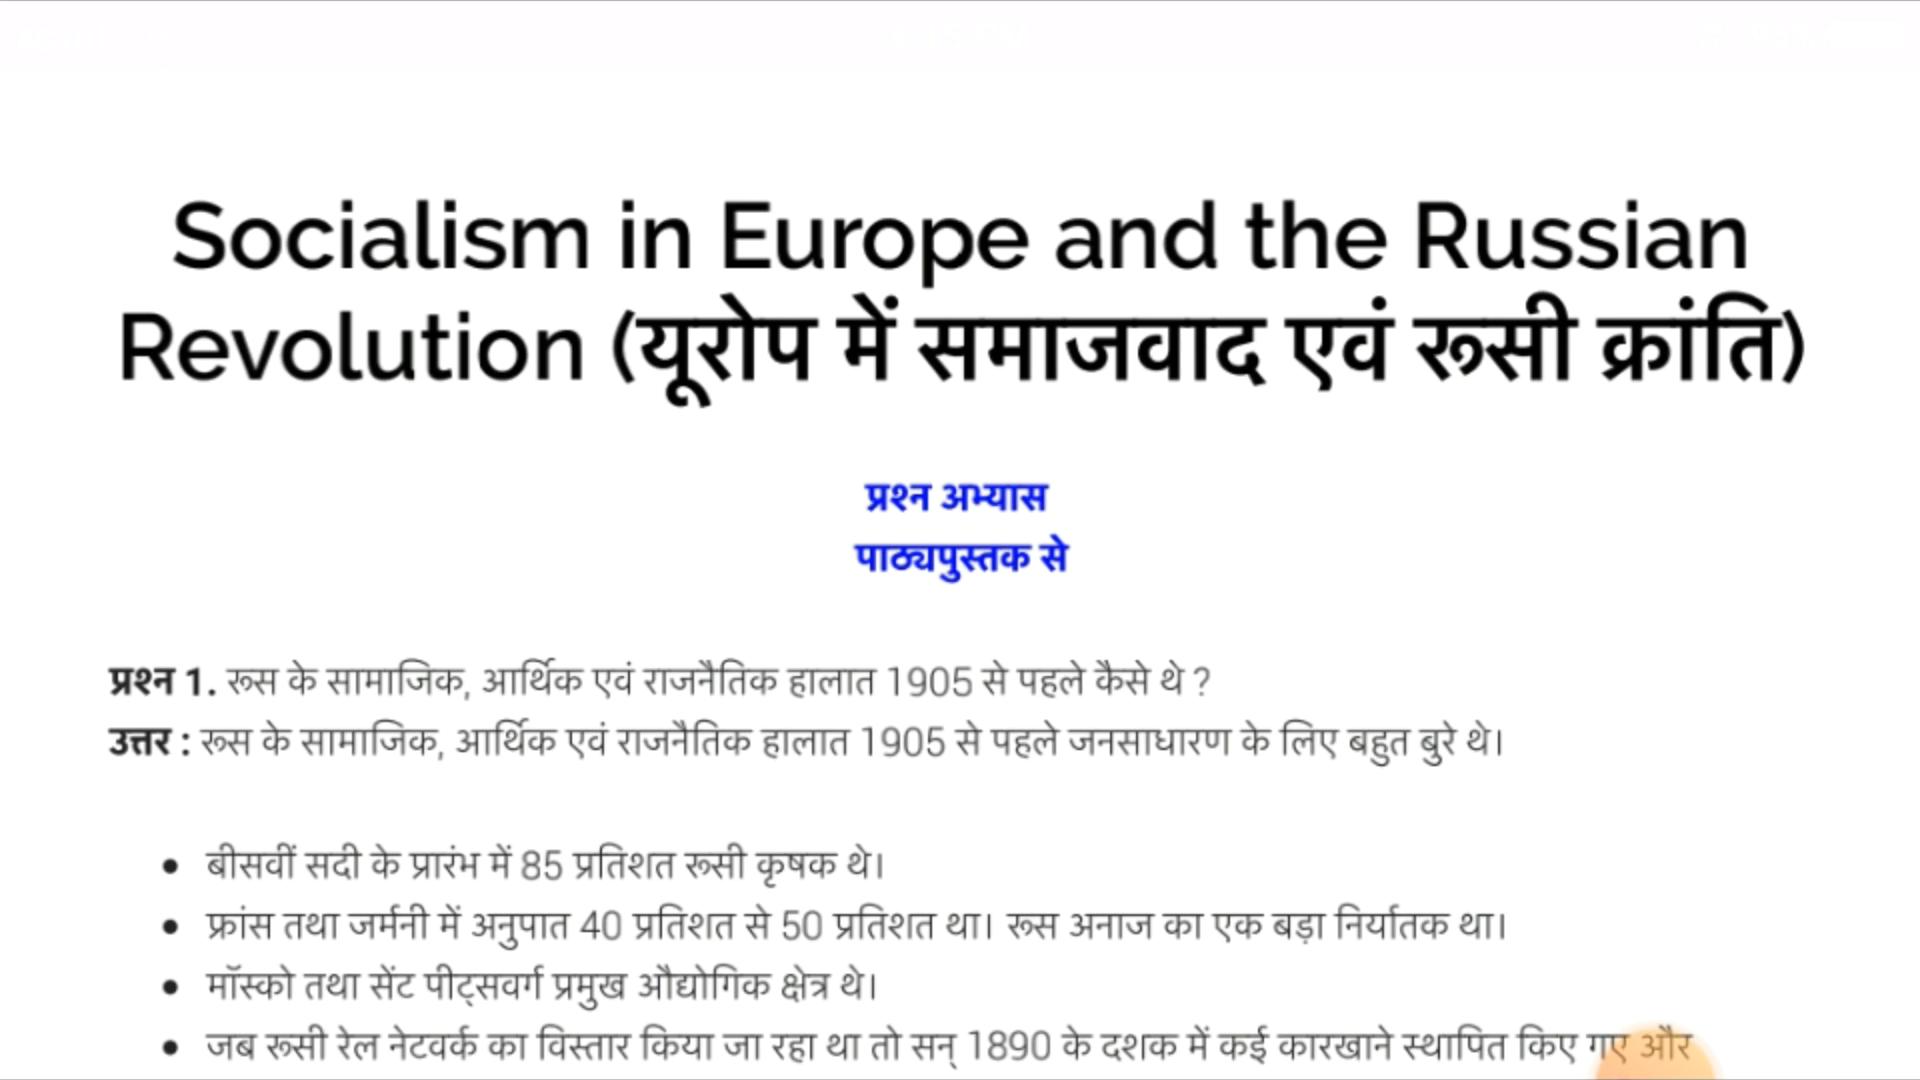 Socialism in Europe and the Russian
Revolution (यूरोप में समाजवाद एवं रूसी क्रांति)
प्रश्न अभ्यास
पाठ्यपुस्तक से
प्रश्न 1. रूस के सामाजिक, आर्थिक एवं राजनैतिक हालात 1905 से पहले कैसे थे ?
उत्तर : रूस के सामाजिक, आर्थिक एवं राजनैतिक हालात 1905 से पहले जनसाधारण के लिए बहुत बुरे थे।
• बीसवीं सदी के प्रारंभ में 85 प्रतिशत रूसी कृषक थे।
• फ्रांस तथा जर्मनी में अनुपात 40 प्रतिशत से 50 प्रतिशत था। रूस अनाज का एक बड़ा निर्यातक था।
• मॉस्को तथा सेंट पीट्सवर्ग प्रमुख औद्योगिक क्षेत्र थे।
• जब रूसी रेल नेटवर्क का विस्तार किया जा रहा था तो सन् 1890 के दशक में कई कारखाने स्थापित किए गए और